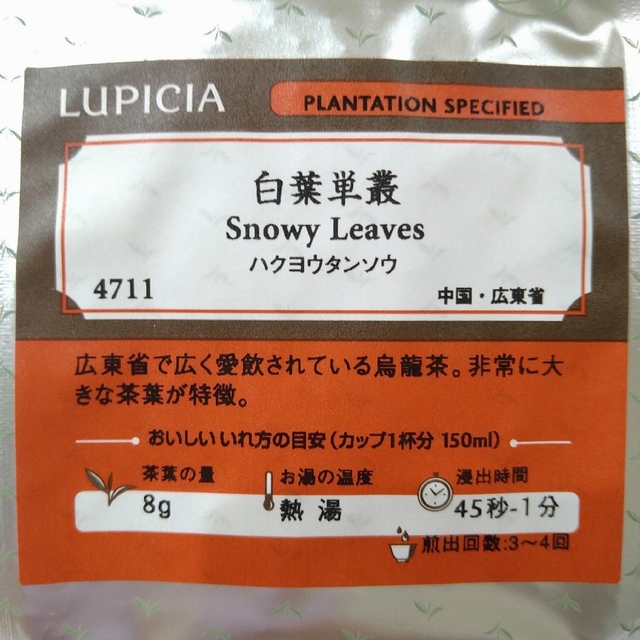 LUPICIA
PLANTATION SPECIFIED
白葉単叢
Snowy Leaves
ハクヨウタンソウ
4711
中国・広東省
広東省で広く愛飲されている烏龍茶。非常に大
きな茶葉が特徴。
おいしいいれ方の目安（カップ1杯分 150ml）
茶葉の量 お湯の温度 浸出時間
8g 熱湯 45秒-1分
煎出回数:3〜4回